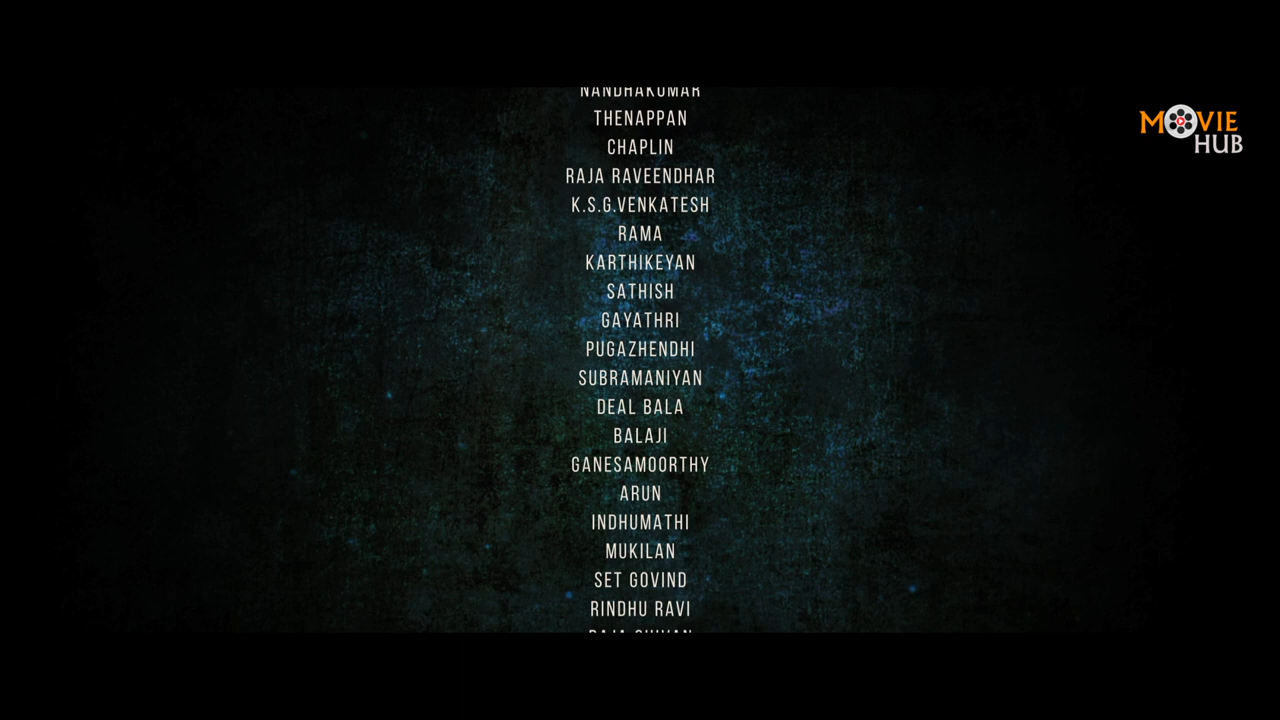 NANDHAKUMAR
THENAPPAN
CHAPLIN
RAJA RAVEENDHAR
K.S.G.VENKATESH
RAMA
KARTHIKEYAN
SATHISH
GAYATHRI
PUGAZHENDHI
SUBRAMANIYAN
DEAL BALA
BALAJI
GANESAMOORTHY
ARUN
INDHUMATHI
MUKILAN
SET GOVIND
RINDHU RAVI
MOVIE
HUB